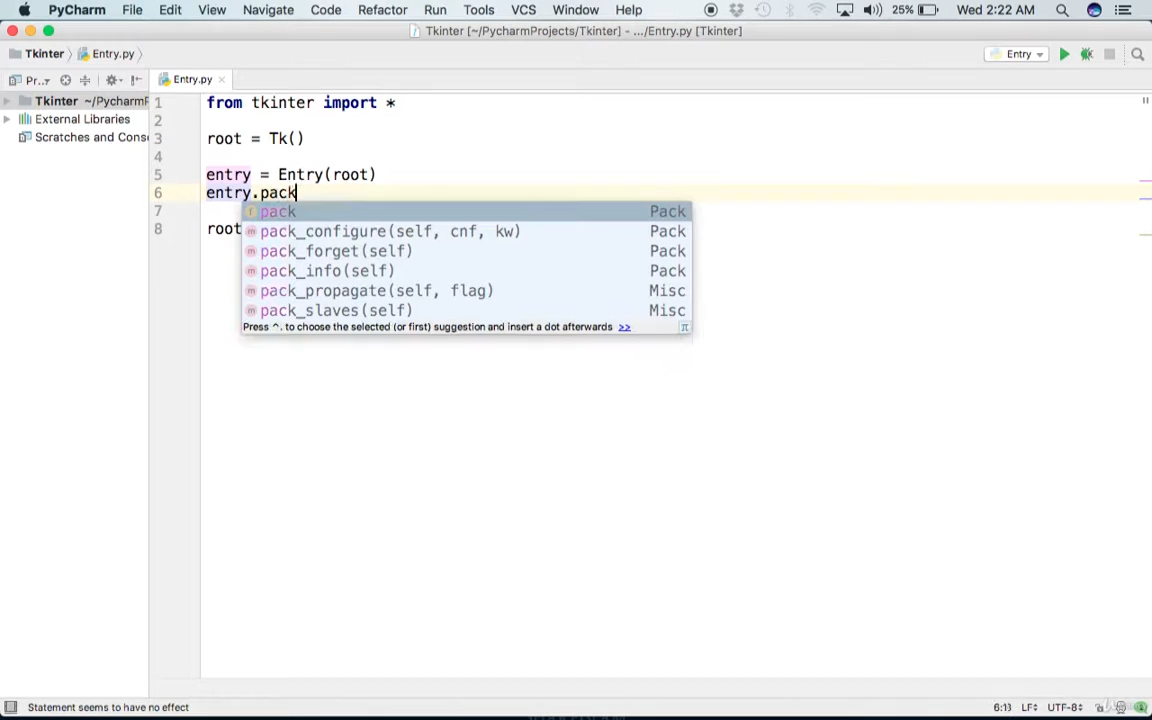 PyCharm File Edit View Navigate Code Refactor Run Tools VCS Window Help 25% Wed 2:22 AM
Tkinter [~/PycharmProjects/Tkinter] - .../Entry.py [Tkinter]
Tkinter Entry.py Entry
Pr... Entry.py
Tkinter ~/PycharmP
External Libraries
Scratches and Conso
1 from tkinter import *
2
3 root = Tk()
4
5 entry = Entry(root)
6 entry.pack
7
8 root
f pack Pack
m pack_configure(self, cnf, kw) Pack
m pack_forget(self) Pack
m pack_info(self) Pack
m pack_propagate(self, flag) Misc
m pack_slaves(self) Misc
Press ^. to choose the selected (or first) suggestion and insert a dot afterwards >> π
Statement seems to have no effect 6:11 LF UTF-8